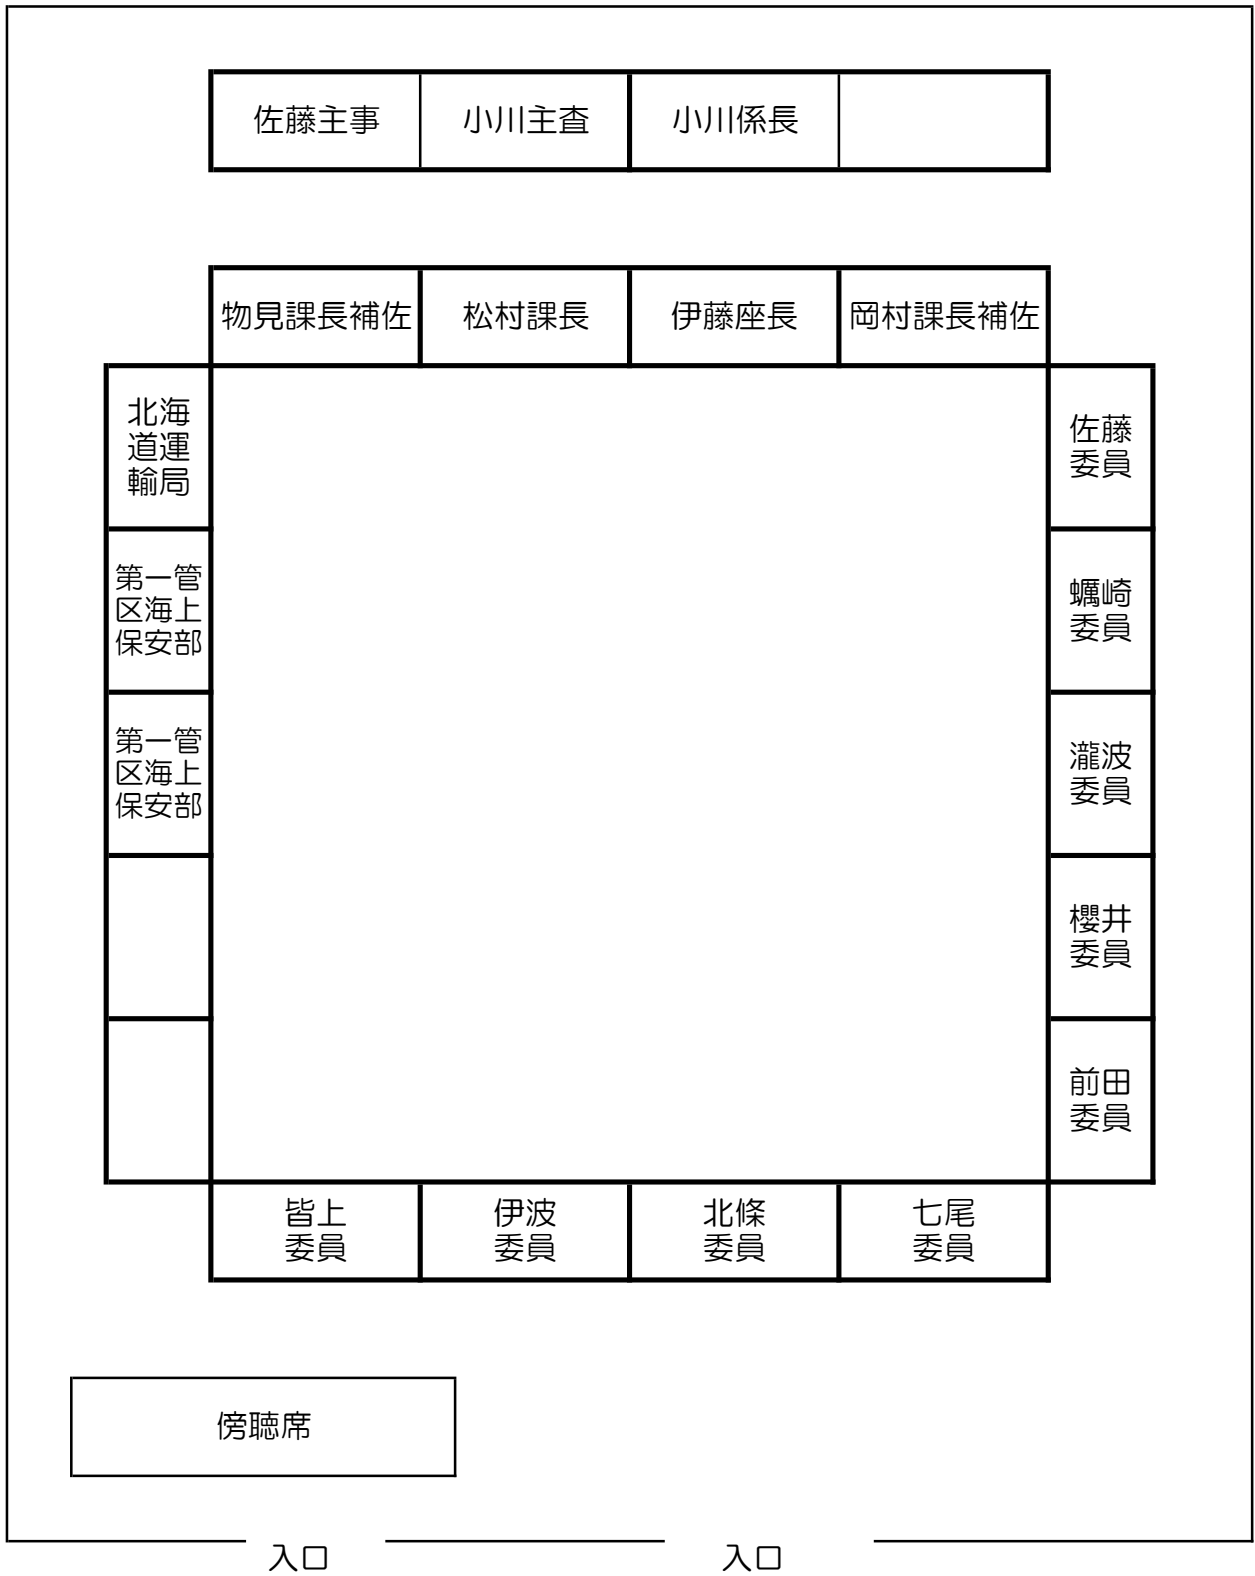 佐藤主事
小川主査
小川係長
物見課長補佐
松村課長
伊藤座長
岡村課長補佐
北海
道運
輸局
第一管
区海上
保安部
第一管
区海上
保安部
佐藤
委員
蠣崎
委員
瀧波
委員
櫻井
委員
前田
委員
皆上
委員
伊波
委員
北條
委員
七尾
委員
傍聴席
入口
入口